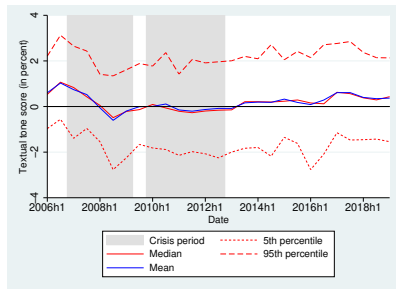 Textual tone score (in percent)
4
2
0
-2
-4
2006h1 2008h1 2010h1 2012h1 2014h1 2016h1 2018h1
Date
Crisis period 5th percentile
Median 95th percentile
Mean